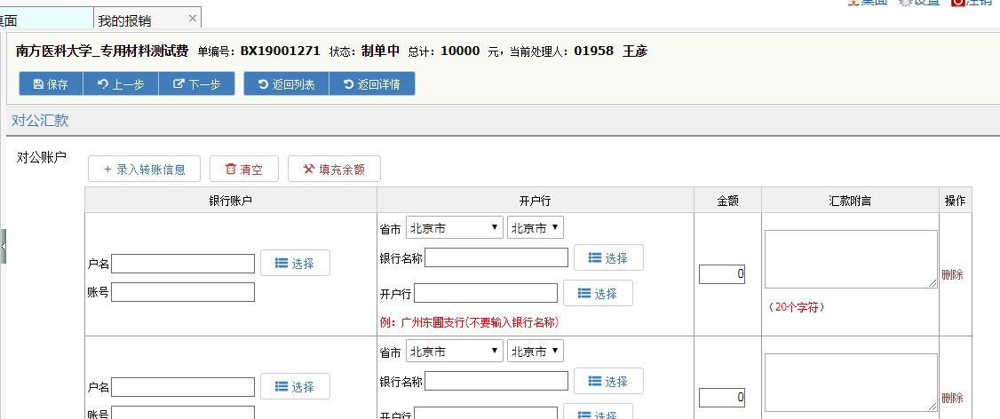 桌面 设置 注销
桌面 我的报销 ×
南方医科大学_专用材料测试费 单编号：BX19001271 状态：制单中 总计：10000 元，当前处理人：01958 王彦
保存 上一步 下一步 返回列表 返回详情
对公汇款
对公账户
+ 录入转账信息 清空 填充余额
银行账户 开户行 金额 汇款附言 操作
省市 北京市 北京市
户名 选择
银行名称 选择
账号
开户行 选择
0
删除
（20个字符）
例：广州东圃支行(不要输入银行名称)
省市 北京市 北京市
户名 选择
银行名称 选择
账号
开户行 选择
0
删除